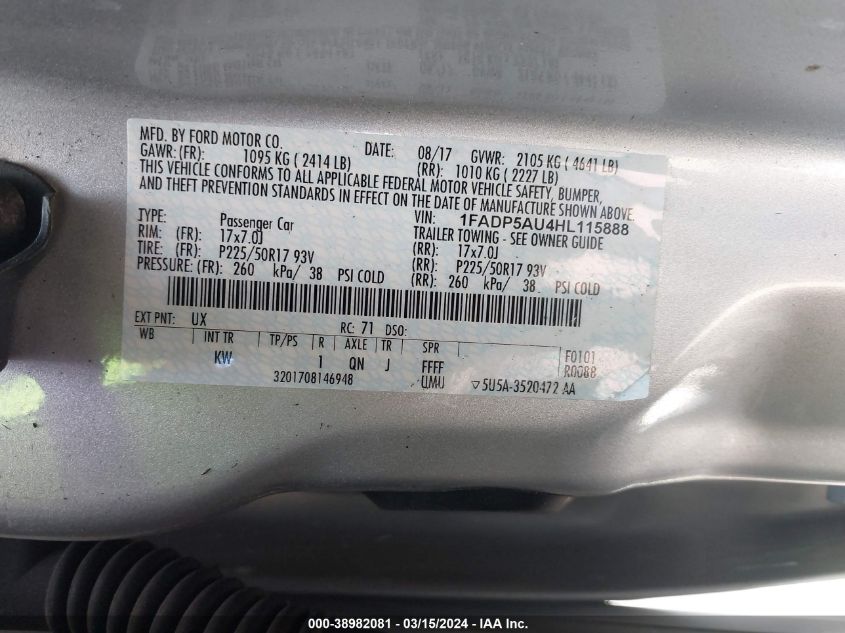 MFD. BY FORD MOTOR CO.
DATE: 08/17 GVWR: 2105 KG ( 4641 LB)
GAWR: (FR): 1095 KG ( 2414 LB) (RR): 1010 KG ( 2227 LB)
THIS VEHICLE CONFORMS TO ALL APPLICABLE FEDERAL MOTOR VEHICLE SAFETY, BUMPER,
AND THEFT PREVENTION STANDARDS IN EFFECT ON THE DATE OF MANUFACTURE SHOWN ABOVE.
TYPE: Passenger Car VIN: 1FADP5AU4HL115888
TRAILER TOWING - SEE OWNER GUIDE
RIM: (FR): 17x7.0J (RR): 17x7.0J
TIRE: (FR): P225/50R17 93V (RR): P225/50R17 93V
PRESSURE: (FR): 260 kPa/ 38 PSI COLD (RR): 260 kPa/ 38 PSI COLD
EXT PNT: UX RC: 71 DSO:
WB INT TR TP/PS R AXLE TR SPR
KW 1 QN J FFFF F0101
UMU R0088
3201708146948 ▽5U5A-3520472 AA
000-38982081 - 03/15/2024 - IAA Inc.